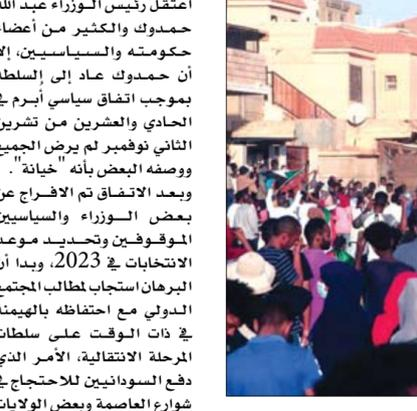 اعتقل رئيس الوزراء عبد الله
حمدوك والكثير من أعضاء
حكومته والسياسيين، إلا
أن حمدوك عاد إلى السلطة
بموجب اتفاق سياسي أبرم في
الحادي والعشرين من تشرين
الثاني نوفمبر لم يرض الجميع
ووصفه البعض بأنه "خيانة".
وبعد الاتفاق تم الافراج عن
بعض الوزراء والسياسيين
الموقوفين وتحديد موعد
الانتخابات في 2023، وبدا أن
البرهان استجاب لمطالب المجتمع
الدولي مع احتفاظه بالهيمنة
في ذات الوقت على سلطات
المرحلة الانتقالية، الأمر الذي
دفع السودانيين للاحتجاج في
شوارع العاصمة وبعض الولايات